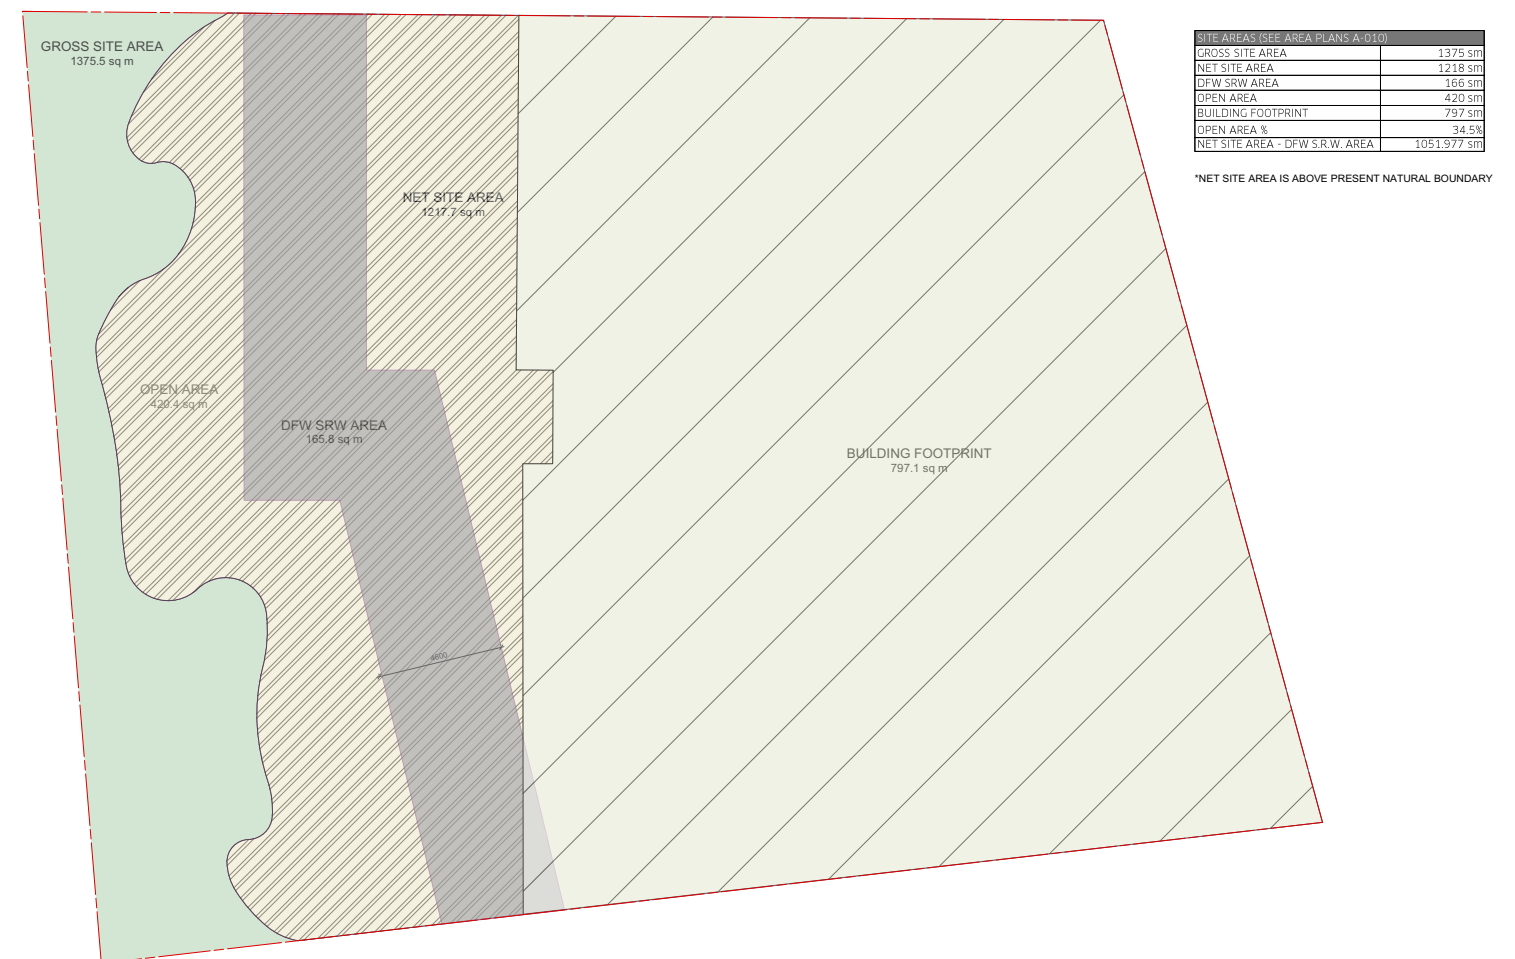 GROSS SITE AREA
1375.5 sq m
NET SITE AREA
1217.7 sq m
OPEN AREA
420.4 sq m
DFW SRW AREA
165.8 sq m
BUILDING FOOTPRINT
797.1 sq m
4600
SITE AREAS (SEE AREA PLANS A-010)
GROSS SITE AREA 1375 sm
NET SITE AREA 1218 sm
DFW SRW AREA 166 sm
OPEN AREA 420 sm
BUILDING FOOTPRINT 797 sm
OPEN AREA % 34.5%
NET SITE AREA - DFW S.R.W. AREA 1051.977 sm
*NET SITE AREA IS ABOVE PRESENT NATURAL BOUNDARY